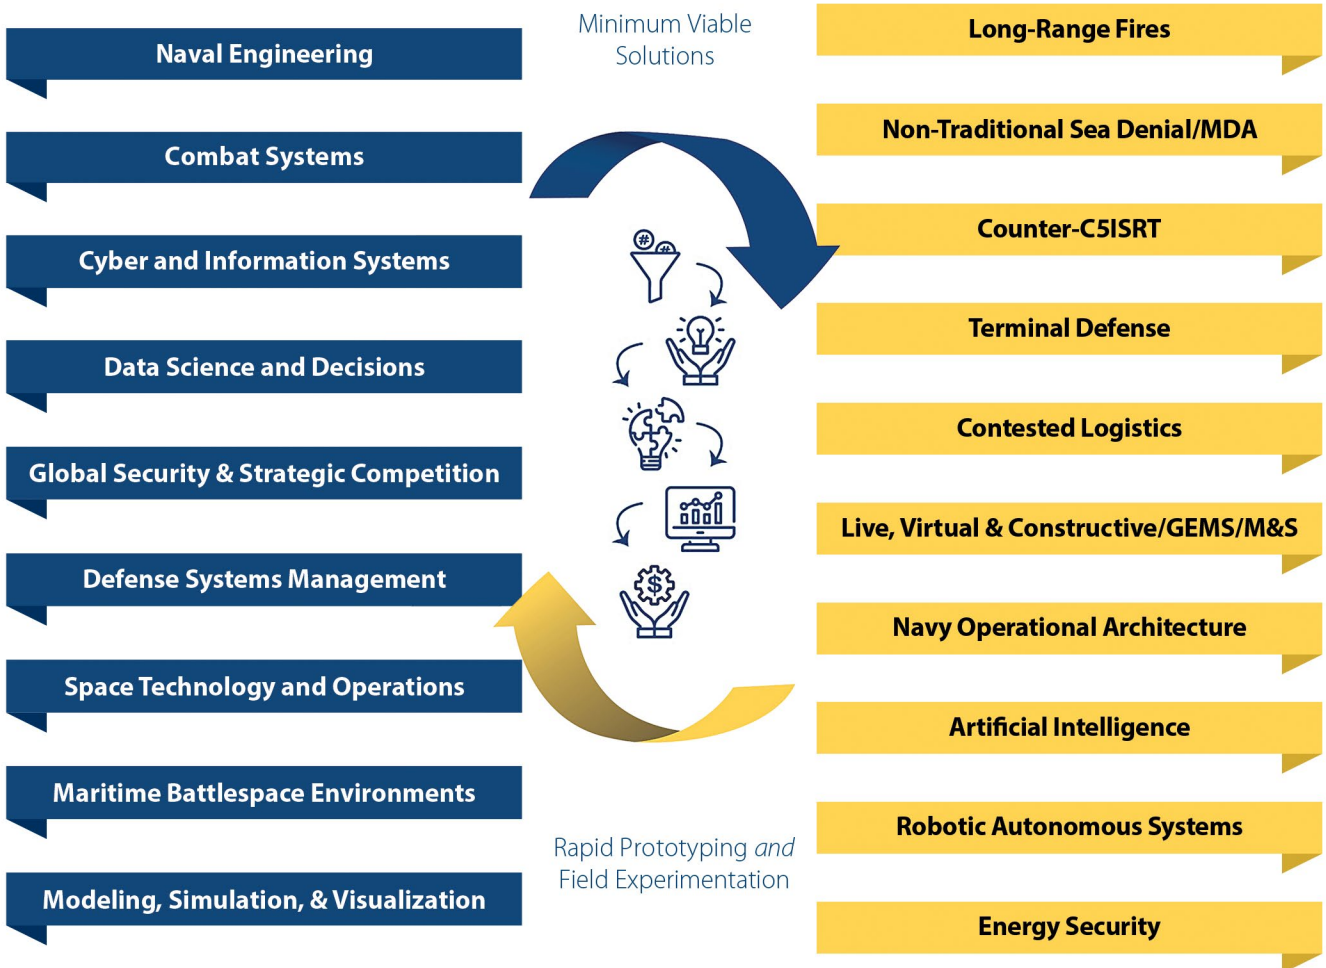 Naval Engineering
Combat Systems
Cyber and Information Systems
Data Science and Decisions
Global Security & Strategic Competition
Defense Systems Management
Space Technology and Operations
Maritime Battlespace Environments
Modeling, Simulation, & Visualization
Minimum Viable
Solutions
#
#
$
Rapid Prototyping and
Field Experimentation
Long-Range Fires
Non-Traditional Sea Denial/MDA
Counter-C5ISRT
Terminal Defense
Contested Logistics
Live, Virtual & Constructive/GEMS/M&S
Navy Operational Architecture
Artificial Intelligence
Robotic Autonomous Systems
Energy Security